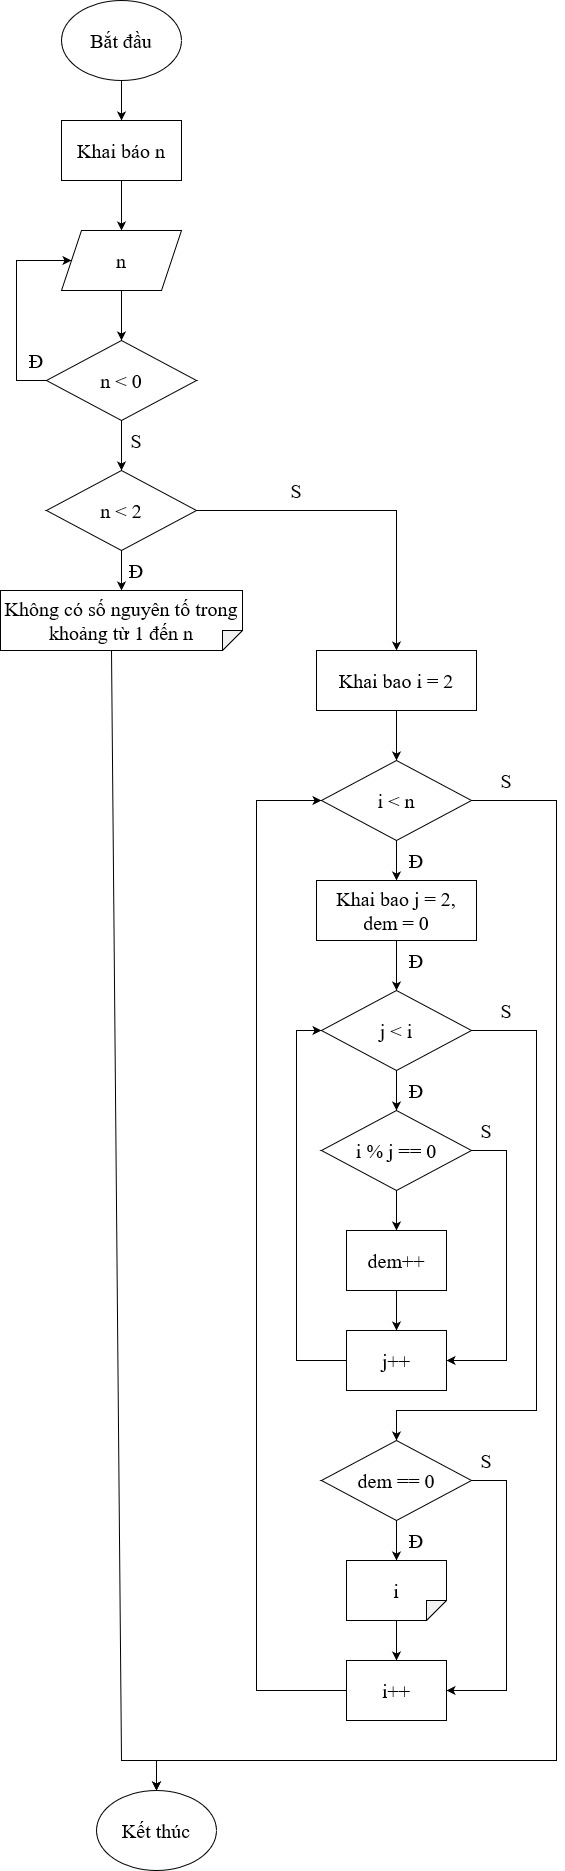 Bắt đầu
Khai báo n
n
Đ
n < 0
S
n < 2
S
Đ
Không có số nguyên tố trong
khoảng từ 1 đến n
Khai bao i = 2
i < n
S
Đ
Khai bao j = 2,
dem = 0
Đ
j < i
S
Đ
i % j == 0
S
dem++
j++
dem == 0
S
Đ
i
i++
Kết thúc